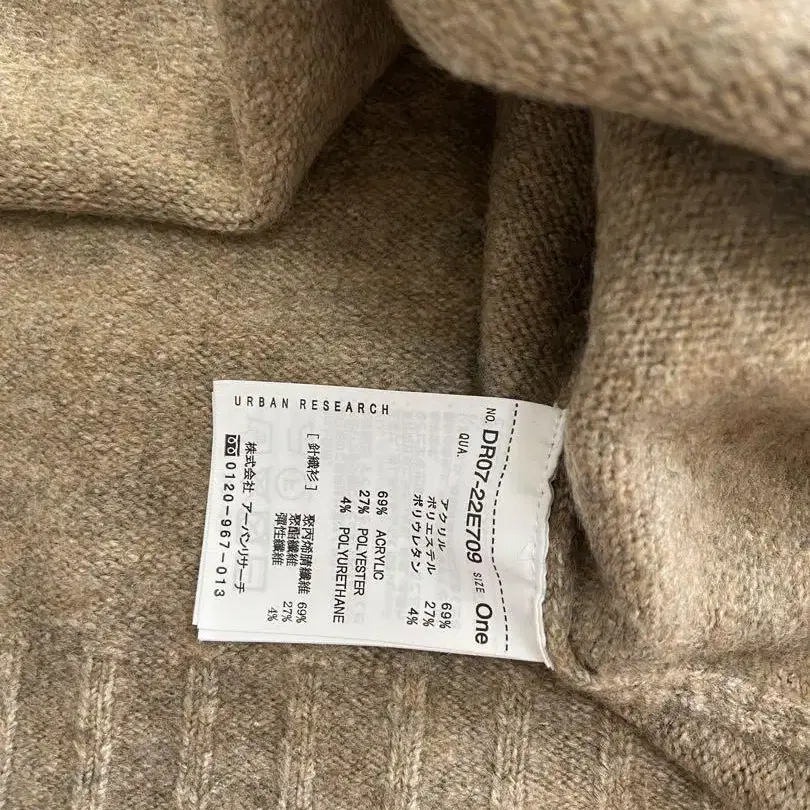 NO. DR07-22E709 SIZE One
QUA.
アクリル 69%
ポリエステル 27%
ポリウレタン 4%
69% ACRYLIC
27% POLYESTER
4% POLYURETHANE
[針織衫]
聚丙烯腈纖維 69%
聚酯纖維 27%
彈性纖維 4%
URBAN RESEARCH
株式会社 アーバンリサーチ
0120-967-013